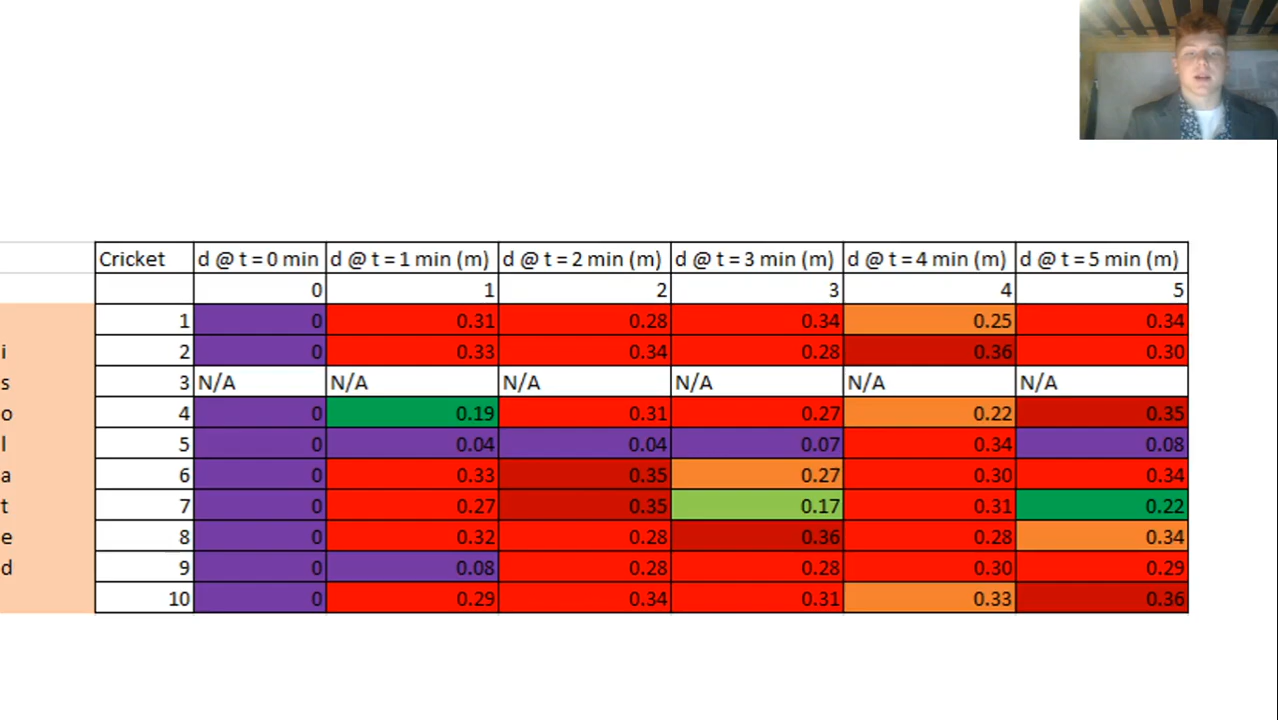 Cricket d @ t = 0 min d @ t = 1 min (m) d @ t = 2 min (m) d @ t = 3 min (m) d @ t = 4 min (m) d @ t = 5 min (m)
0 1 2 3 4 5
1 0 0.31 0.28 0.34 0.25 0.34
i 2 0 0.33 0.34 0.28 0.36 0.30
s 3 N/A N/A N/A N/A N/A N/A
o 4 0 0.19 0.31 0.27 0.22 0.35
l 5 0 0.04 0.04 0.07 0.34 0.08
a 6 0 0.33 0.35 0.27 0.30 0.34
t 7 0 0.27 0.35 0.17 0.31 0.22
e 8 0 0.32 0.28 0.36 0.28 0.34
d 9 0 0.08 0.28 0.28 0.30 0.29
10 0 0.29 0.34 0.31 0.33 0.36